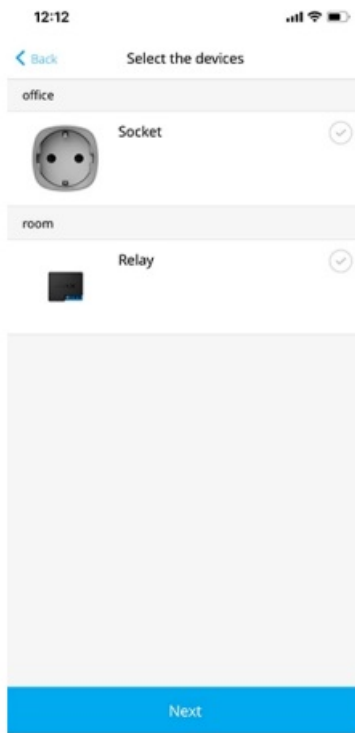 12:12
Back
Select the devices
office
Socket
room
Relay
Next